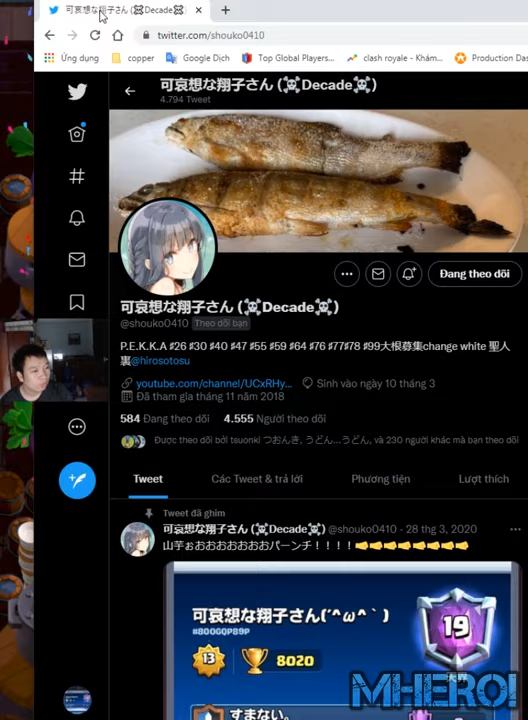 可哀想な翔子さん (☠Decade☠
twitter.com/shouko0410
Ứng dụng copper Google Dịch Top Global Players... clash royale - Khám... Production Das
可哀想な翔子さん (☠Decade☠)
4.794 Tweet
Đang theo dõi
可哀想な翔子さん (☠Decade☠)
@shouko0410 Theo dõi bạn
P.E.K.K.A ♯26 ♯30 ♯40 ♯47 ♯55 ♯59 ♯64 ♯76 ♯77♯78 ♯99大根募集change white 聖人
裏@hirosotosu
youtube.com/channel/UCxRHy... Sinh vào ngày 10 tháng 3
Đã tham gia tháng 11 năm 2018
584 Đang theo dõi 4.555 Người theo dõi
Được theo dõi bởi tsuonk! つおんき, うどん...うどん, và 230 người khác mà bạn theo dõi
Tweet Các Tweet & trả lời Phương tiện Lượt thích
Tweet đã ghim
可哀想な翔子さん (☠Decade☠) @shouko0410 · 28 thg 3, 2020
山芋ぉおおおおおおおパーンチ！！！！
可哀想な翔子さん(´^ω^｀)
#8OOGQP89P
19
13 8020
天界
MHERO!
すまない。